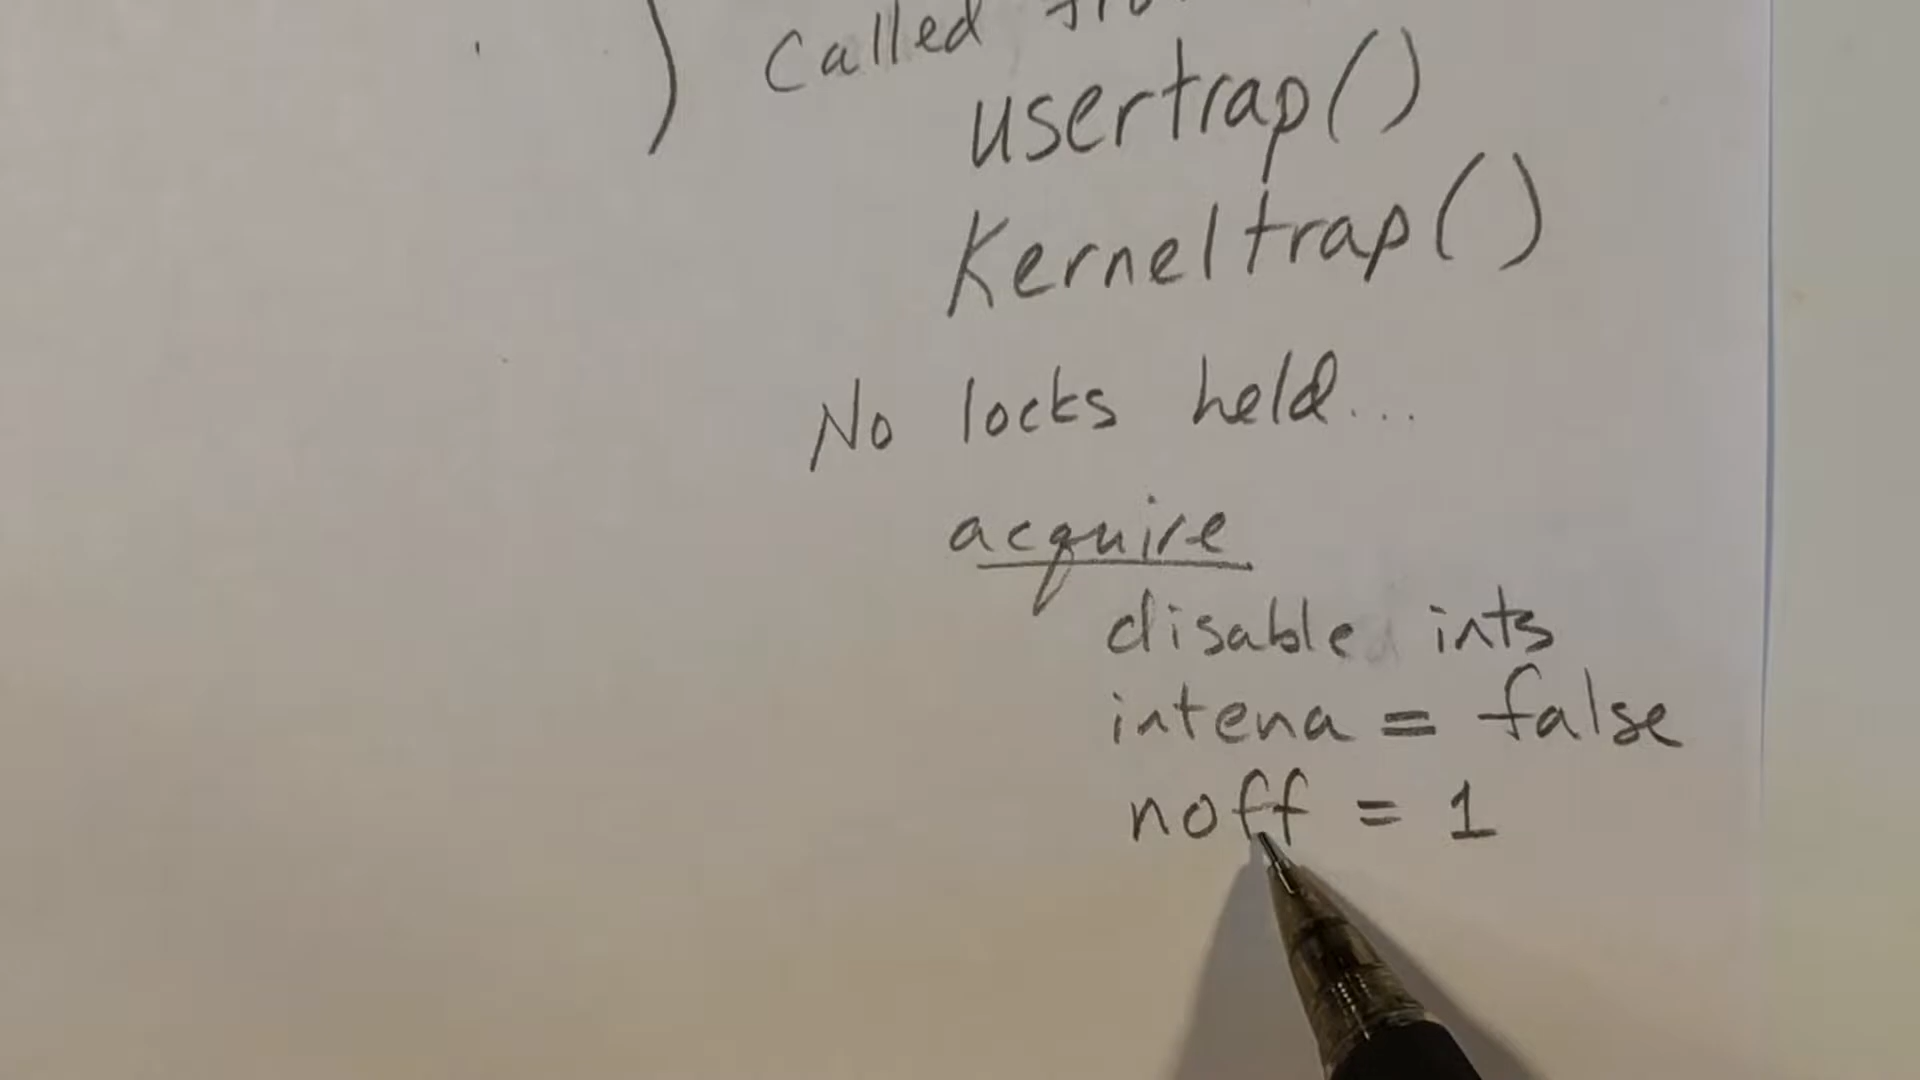 ) called
usertrap()
Kerneltrap()
No locks held...
acquire
disable ints
intena = false
noff = 1